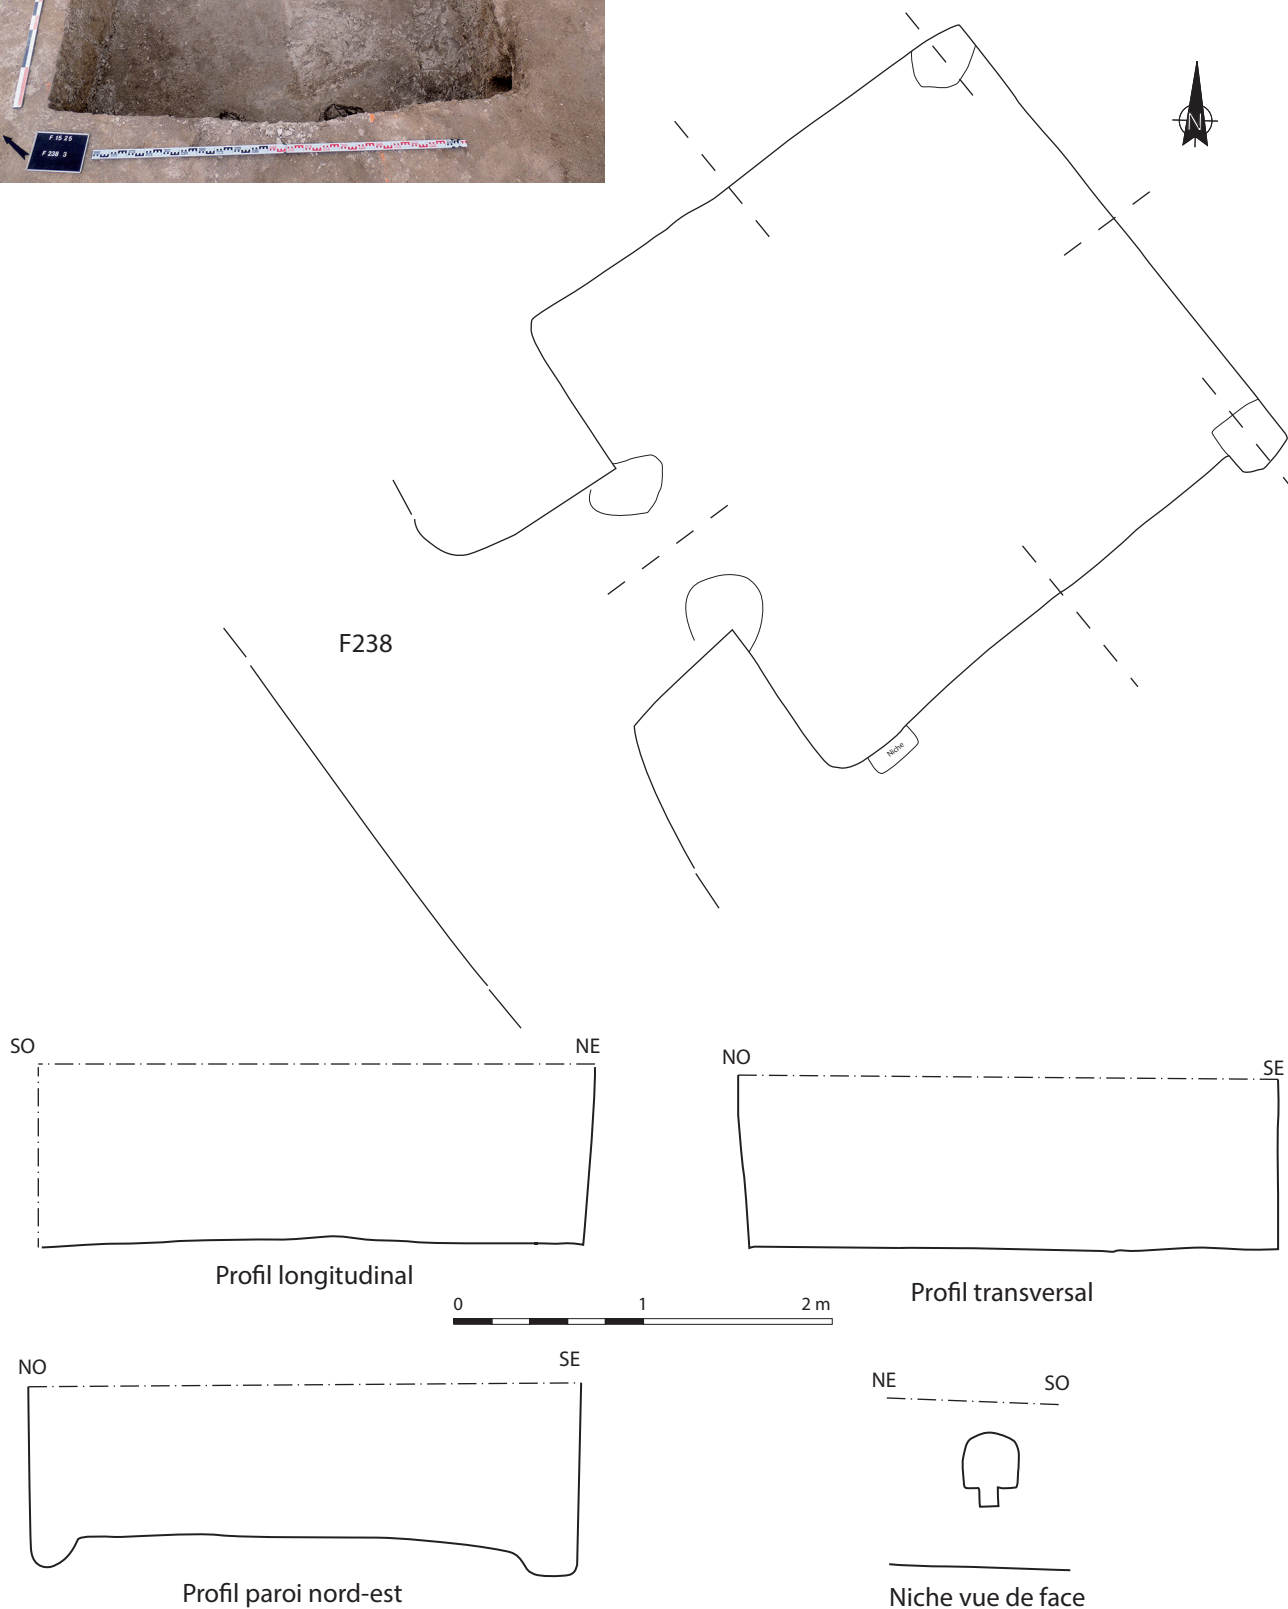 F 15 25
F 238 3
N
F238
Niche
SO NE
NO SE
Profil longitudinal
Profil transversal
0 1 2 m
NO SE
NE SO
Profil paroi nord-est
Niche vue de face